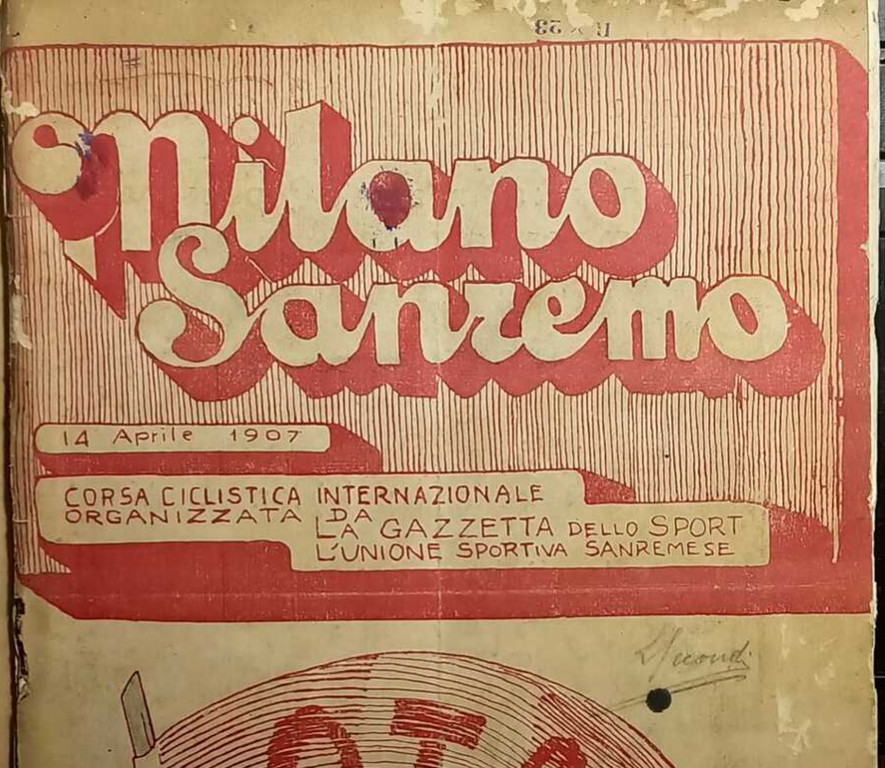 Milano
Sanremo
14 Aprile 1907
CORSA CICLISTICA INTERNAZIONALE
ORGANIZZATA DA
LA GAZZETTA DELLO SPORT
L'UNIONE SPORTIVA SANREMESE